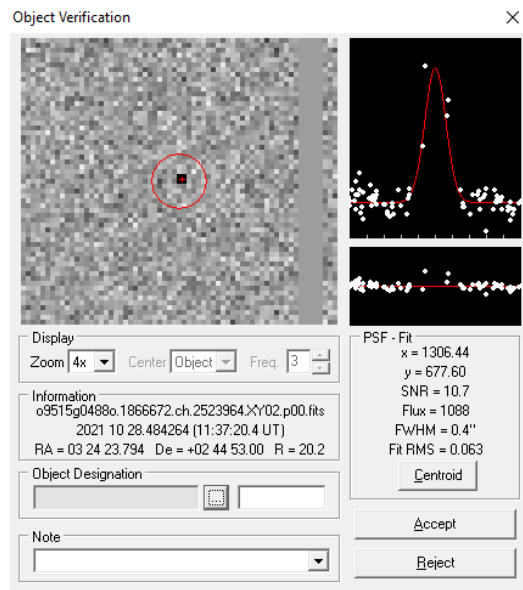 Object Verification
Display
Zoom 4x Center Object Freq. 3
Information
o9515g0488o.1866672.ch.2523964.XY02.p00.fits
2021 10 28.484264 (11:37:20.4 UT)
RA = 03 24 23.794 De = +02 44 53.00 R = 20.2
Object Designation
...
Note
PSF - Fit
x = 1306.44
y = 677.60
SNR = 10.7
Flux = 1088
FWHM = 0.4''
Fit RMS = 0.063
Centroid
Accept
Reject